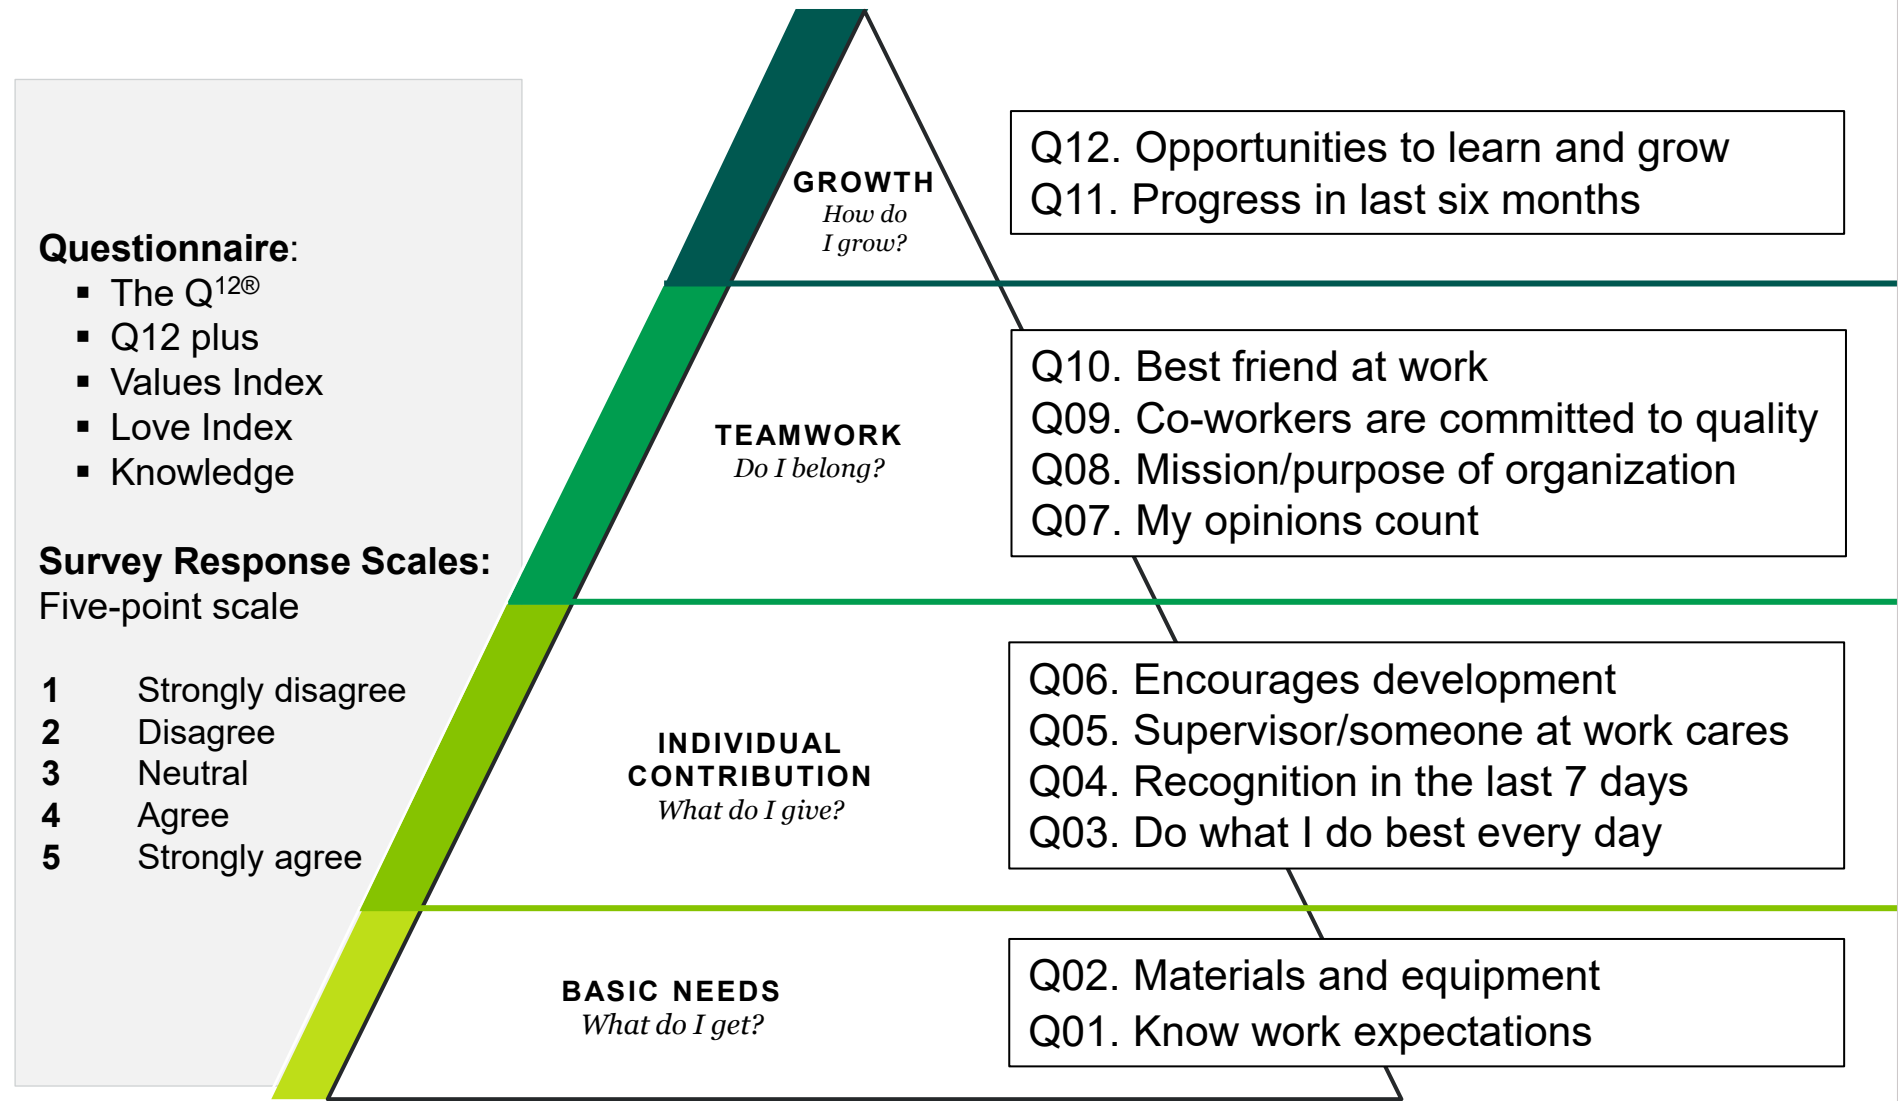 Questionnaire:
▪ The Q12®
▪ Q12 plus
▪ Values Index
▪ Love Index
▪ Knowledge
Survey Response Scales:
Five-point scale
1 Strongly disagree
2 Disagree
3 Neutral
4 Agree
5 Strongly agree
GROWTH
How do
I grow?
Q12. Opportunities to learn and grow
Q11. Progress in last six months
TEAMWORK
Do I belong?
Q10. Best friend at work
Q09. Co-workers are committed to quality
Q08. Mission/purpose of organization
Q07. My opinions count
INDIVIDUAL
CONTRIBUTION
What do I give?
Q06. Encourages development
Q05. Supervisor/someone at work cares
Q04. Recognition in the last 7 days
Q03. Do what I do best every day
BASIC NEEDS
What do I get?
Q02. Materials and equipment
Q01. Know work expectations